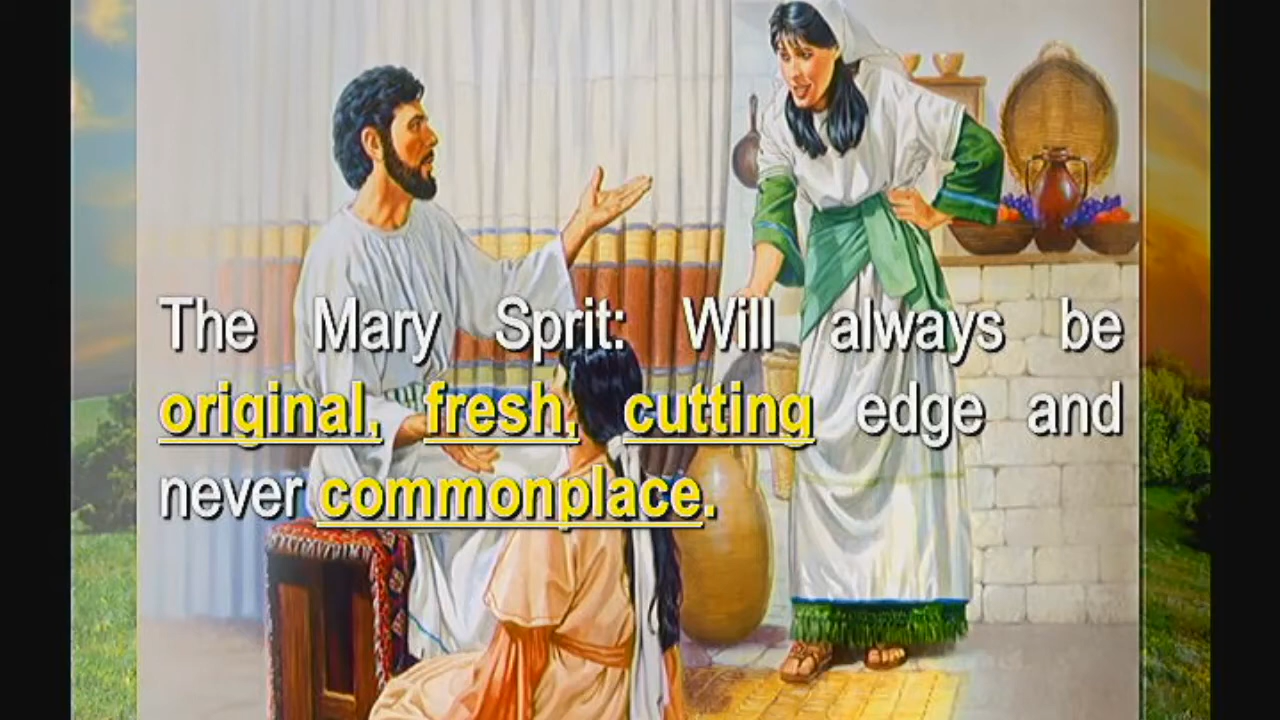 The Mary Sprit: Will always be
original, fresh, cutting edge and
never commonplace.